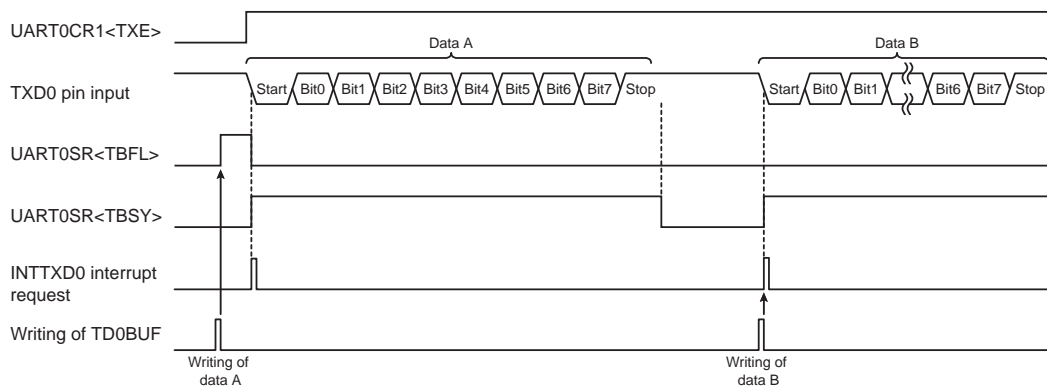 UART0CR1<TXE>
Data A
Data B
TXD0 pin input
Start Bit0 Bit1 Bit2 Bit3 Bit4 Bit5 Bit6 Bit7 Stop
Start Bit0 Bit1 Bit6 Bit7 Stop
UART0SR<TBFL>
UART0SR<TBSY>
INTTXD0 interrupt
request
Writing of TD0BUF
Writing of
data A
Writing of
data B